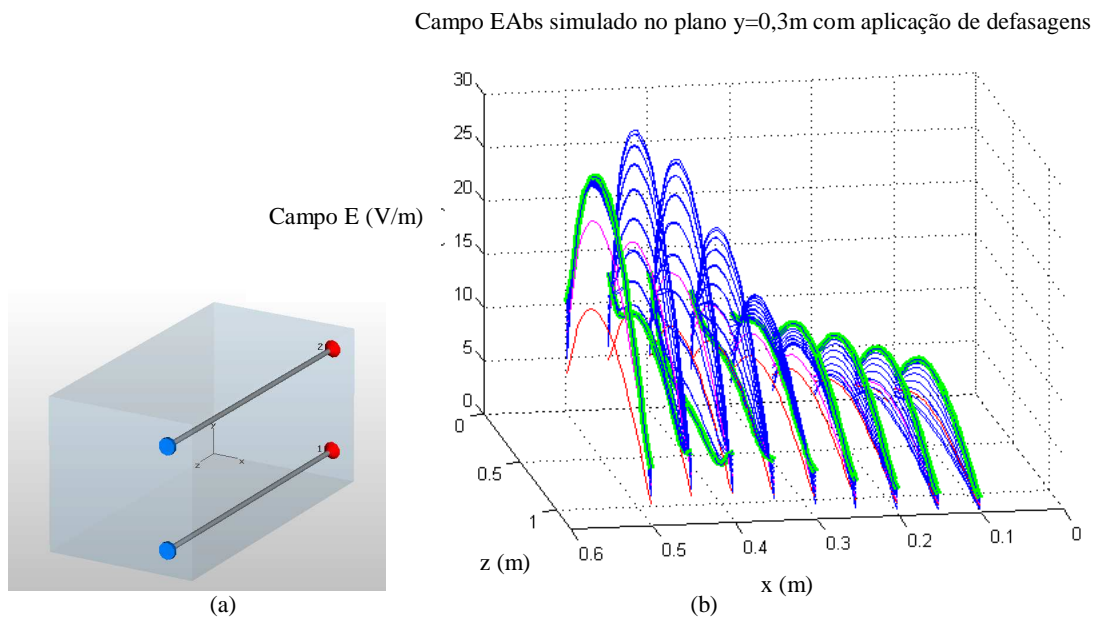 Campo EAbs simulado no plano y=0,3m com aplicação de defasagens
30
25
20
15
10
5
0
Campo E (V/m)
0
0.5
1
z (m)
0.6
0.5
0.4
0.3
0.2
0.1
0
x (m)
2
1
y
z
x
(a)
(b)